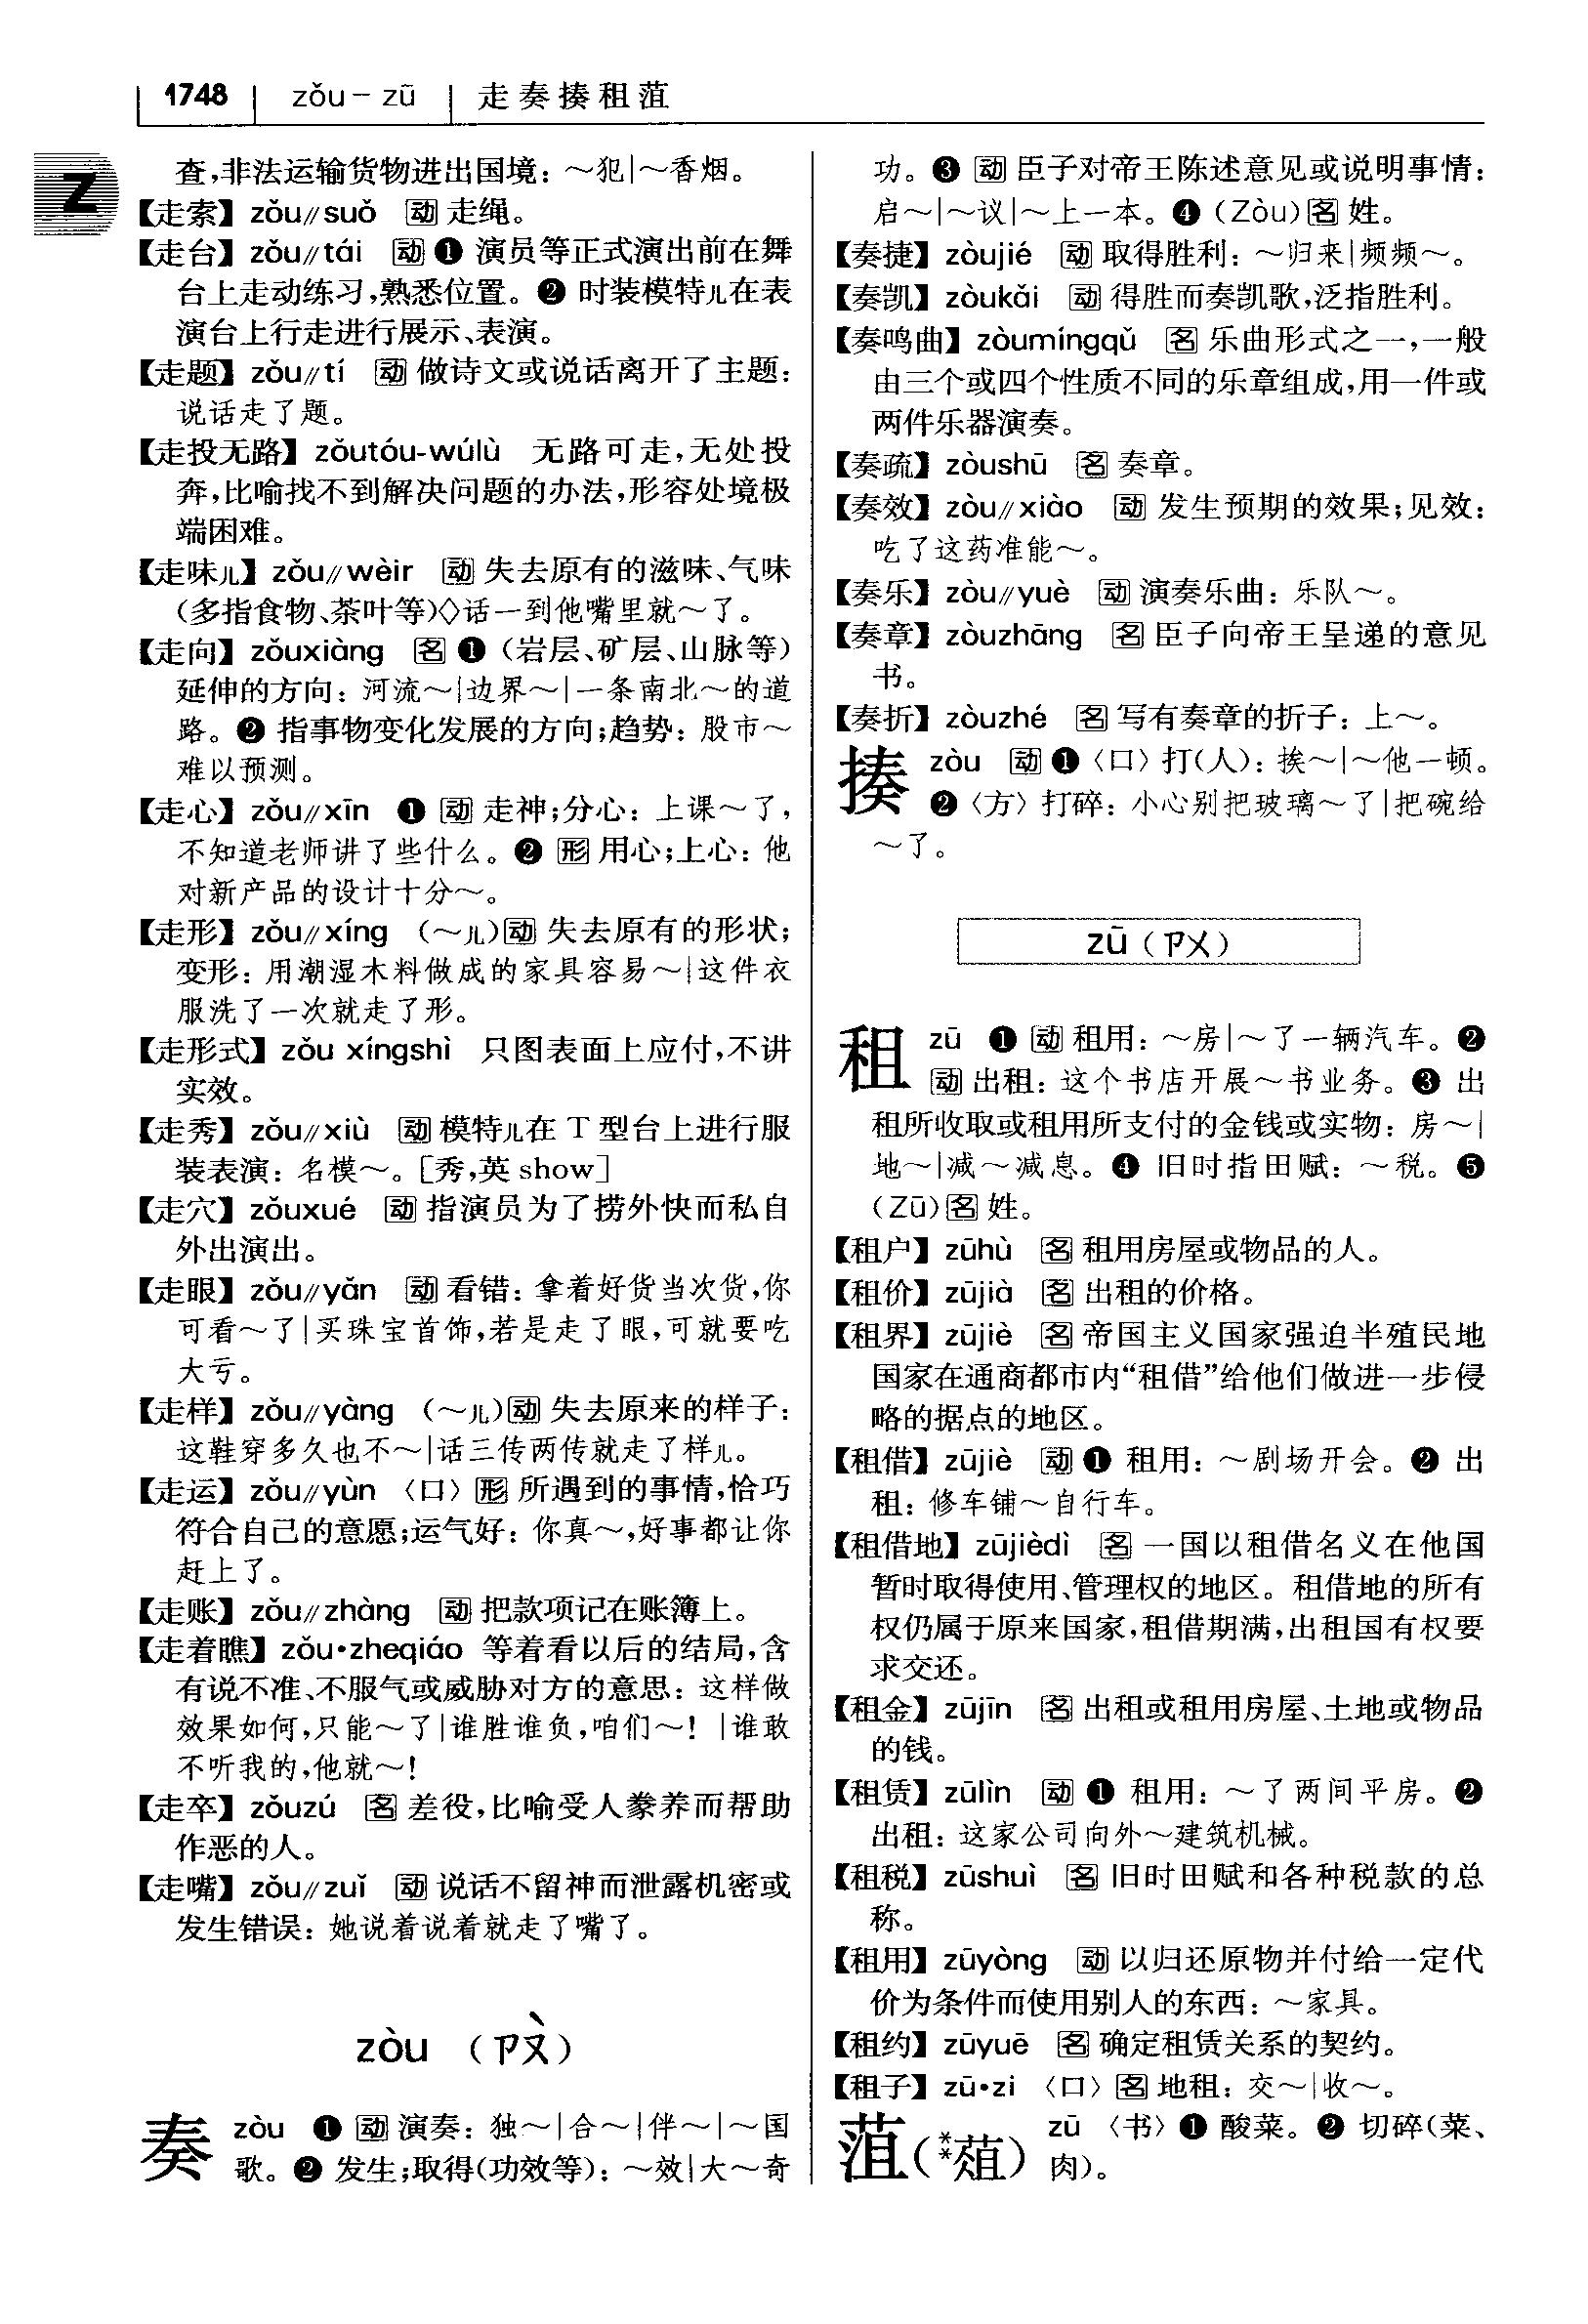 1748 zǒu－zū 走奏揍租菹
Z
查，非法运输货物进出国境：～犯|～香烟。
【走索】zǒu∥suǒ 动 走绳。
【走台】zǒu∥tái 动 ❶ 演员等正式演出前在舞
台上走动练习，熟悉位置。❷ 时装模特儿在表
演台上行走进行展示、表演。
【走题】zǒu∥tí 动 做诗文或说话离开了主题：
说话走了题。
【走投无路】zǒutóu-wúlù 无路可走，无处投
奔，比喻找不到解决问题的办法，形容处境极
端困难。
【走味儿】zǒu∥wèir 动 失去原有的滋味、气味
（多指食物、茶叶等）◇话一到他嘴里就～了。
【走向】zǒuxiàng 名 ❶（岩层、矿层、山脉等）
延伸的方向：河流～|边界～|一条南北～的道
路。❷ 指事物变化发展的方向；趋势：股市～
难以预测。
【走心】zǒu∥xīn ❶ 动 走神；分心：上课～了，
不知道老师讲了些什么。❷ 形 用心；上心：他
对新产品的设计十分～。
【走形】zǒu∥xíng （～儿）动 失去原有的形状；
变形：用潮湿木料做成的家具容易～|这件衣
服洗了一次就走了形。
【走形式】zǒu xíngshì 只图表面上应付，不讲
实效。
【走秀】zǒu∥xiù 动 模特儿在 T 型台上进行服
装表演：名模～。［秀，英 show］
【走穴】zǒuxué 动 指演员为了捞外快而私自
外出演出。
【走眼】zǒu∥yǎn 动 看错：拿着好货当次货，你
可看～了|买珠宝首饰，若是走了眼，可就要吃
大亏。
【走样】zǒu∥yàng （～儿）动 失去原来的样子：
这鞋穿多久也不～|话三传两传就走了样儿。
【走运】zǒu∥yùn 〈口〉形 所遇到的事情，恰巧
符合自己的意愿；运气好：你真～，好事都让你
赶上了。
【走账】zǒu∥zhàng 动 把款项记在账簿上。
【走着瞧】zǒu·zheqiáo 等着看以后的结局，含
有说不准、不服气或威胁对方的意思：这样做
效果如何，只能～了|谁胜谁负，咱们～！|谁敢
不听我的，他就～！
【走卒】zǒuzú 名 差役，比喻受人豢养而帮助
作恶的人。
【走嘴】zǒu∥zuǐ 动 说话不留神而泄露机密或
发生错误：她说着说着就走了嘴了。
zòu （ㄗㄡˋ）
奏 zòu ❶ 动 演奏：独～|合～|伴～|～国
歌。❷ 发生；取得（功效等）：～效|大～奇
功。❸ 动 臣子对帝王陈述意见或说明事情：
启～|～议|～上一本。❹（Zòu）名 姓。
【奏捷】zòujié 动 取得胜利：～归来|频频～。
【奏凯】zòukǎi 动 得胜而奏凯歌，泛指胜利。
【奏鸣曲】zòumíngqǔ 名 乐曲形式之一，一般
由三个或四个性质不同的乐章组成，用一件或
两件乐器演奏。
【奏疏】zòushū 名 奏章。
【奏效】zòu∥xiào 动 发生预期的效果；见效：
吃了这药准能～。
【奏乐】zòu∥yuè 动 演奏乐曲：乐队～。
【奏章】zòuzhāng 名 臣子向帝王呈递的意见
书。
【奏折】zòuzhé 名 写有奏章的折子：上～。
揍 zòu 动 ❶〈口〉打（人）：挨～|～他一顿。
❷〈方〉打碎：小心别把玻璃～了|把碗给
～了。
zū（ㄗㄨ）
租 zū ❶ 动 租用：～房|～了一辆汽车。❷
动 出租：这个书店开展～书业务。❸ 出
租所收取或租用所支付的金钱或实物：房～|
地～|减～减息。❹ 旧时指田赋：～税。❺
（Zū）名 姓。
【租户】zūhù 名 租用房屋或物品的人。
【租价】zūjià 名 出租的价格。
【租界】zūjiè 名 帝国主义国家强迫半殖民地
国家在通商都市内“租借”给他们做进一步侵
略的据点的地区。
【租借】zūjiè 动 ❶ 租用：～剧场开会。❷ 出
租：修车铺～自行车。
【租借地】zūjièdì 名 一国以租借名义在他国
暂时取得使用、管理权的地区。租借地的所有
权仍属于原来国家，租借期满，出租国有权要
求交还。
【租金】zūjīn 名 出租或租用房屋、土地或物品
的钱。
【租赁】zūlìn 动 ❶ 租用：～了两间平房。❷
出租：这家公司向外～建筑机械。
【租税】zūshuì 名 旧时田赋和各种税款的总
称。
【租用】zūyòng 动 以归还原物并付给一定代
价为条件而使用别人的东西：～家具。
【租约】zūyuē 名 确定租赁关系的契约。
【租子】zū·zi 〈口〉名 地租：交～|收～。
菹（**葅） zū 〈书〉❶ 酸菜。❷ 切碎（菜、
肉）。